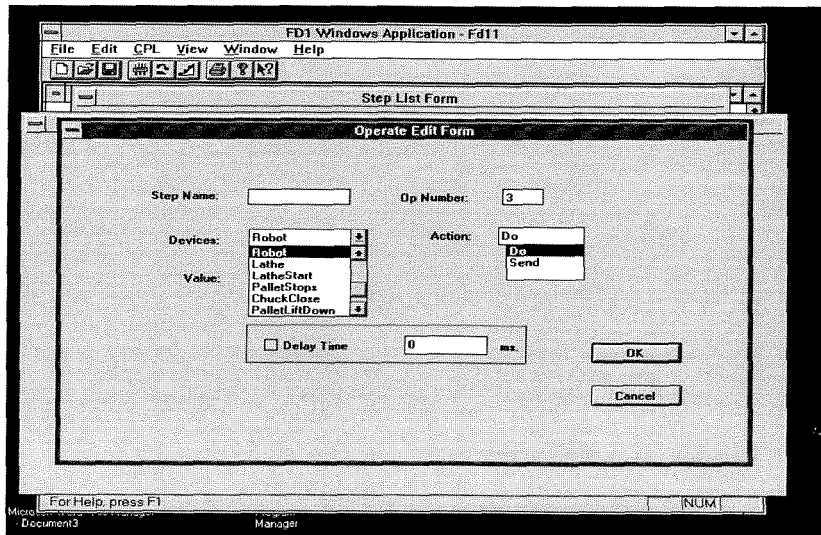 FD1 Windows Application - Fd11
File Edit CPL View Window Help
Step List Form
Operate Edit Form
Step Name: Op Number: 3
Devices: Robot Action: Do
Robot Do
Lathe Send
Value: LatheStart
PalletStops
ChuckClose
PalletLiftDown
Delay Time 0 ms.
OK
Cancel
For Help, press F1 NUM
Manager
- Document3 Manager